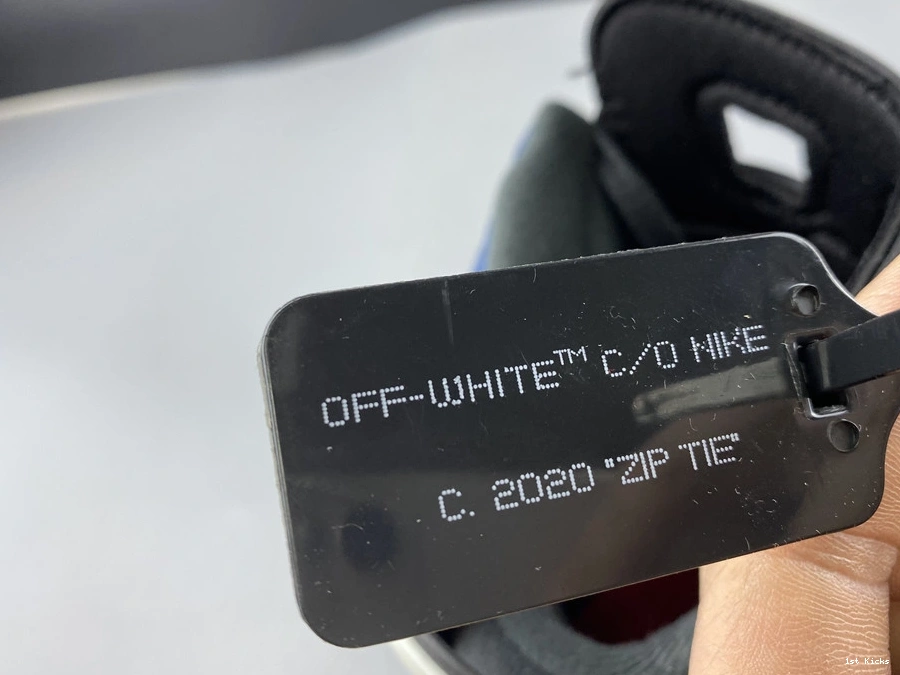 OFF-WHITE™ C/O NIKE
C. 2020 "ZIP TIE"
1st Kicks